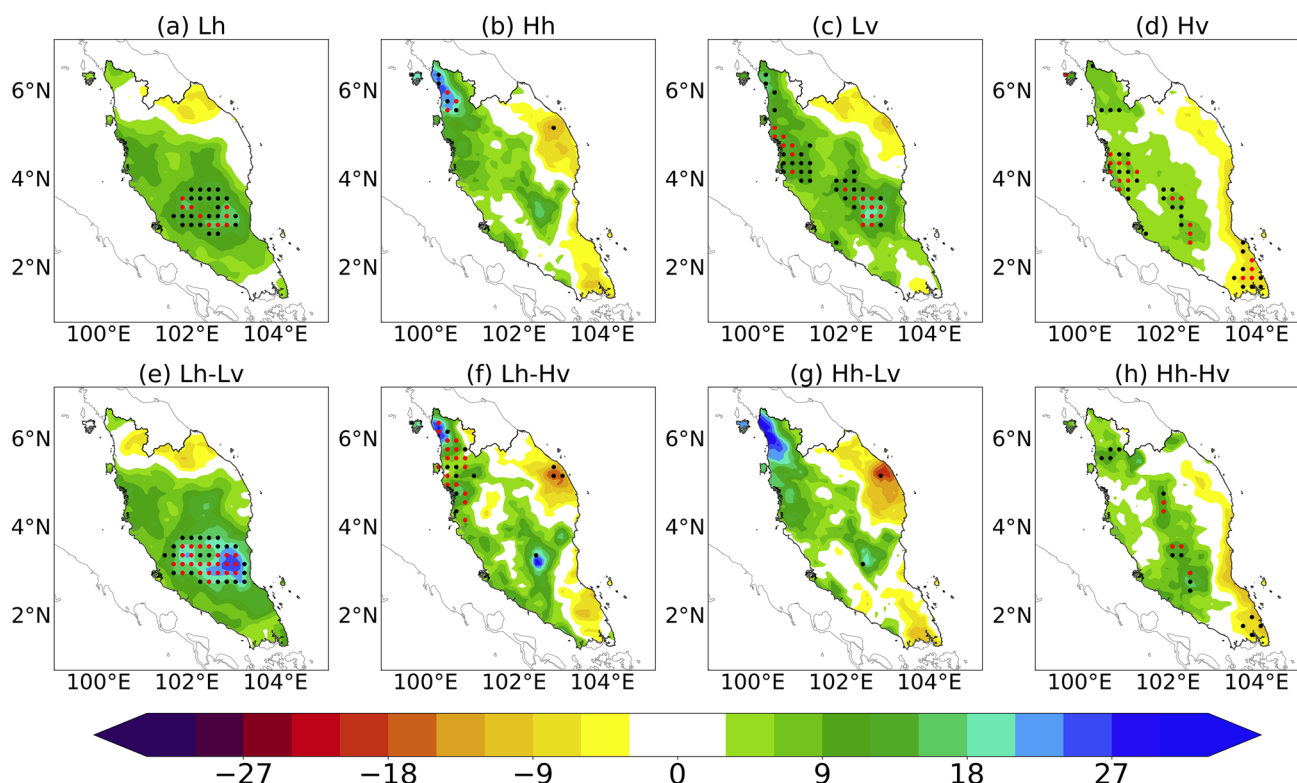 (a) Lh (b) Hh (c) Lv (d) Hv
6°N 6°N 6°N 6°N
4°N 4°N 4°N 4°N
2°N 2°N 2°N 2°N
100°E 102°E 104°E 100°E 102°E 104°E 100°E 102°E 104°E 100°E 102°E 104°E
(e) Lh-Lv (f) Lh-Hv (g) Hh-Lv (h) Hh-Hv
6°N 6°N 6°N 6°N
4°N 4°N 4°N 4°N
2°N 2°N 2°N 2°N
100°E 102°E 104°E 100°E 102°E 104°E 100°E 102°E 104°E 100°E 102°E 104°E
−27 −18 −9 0 9 18 27